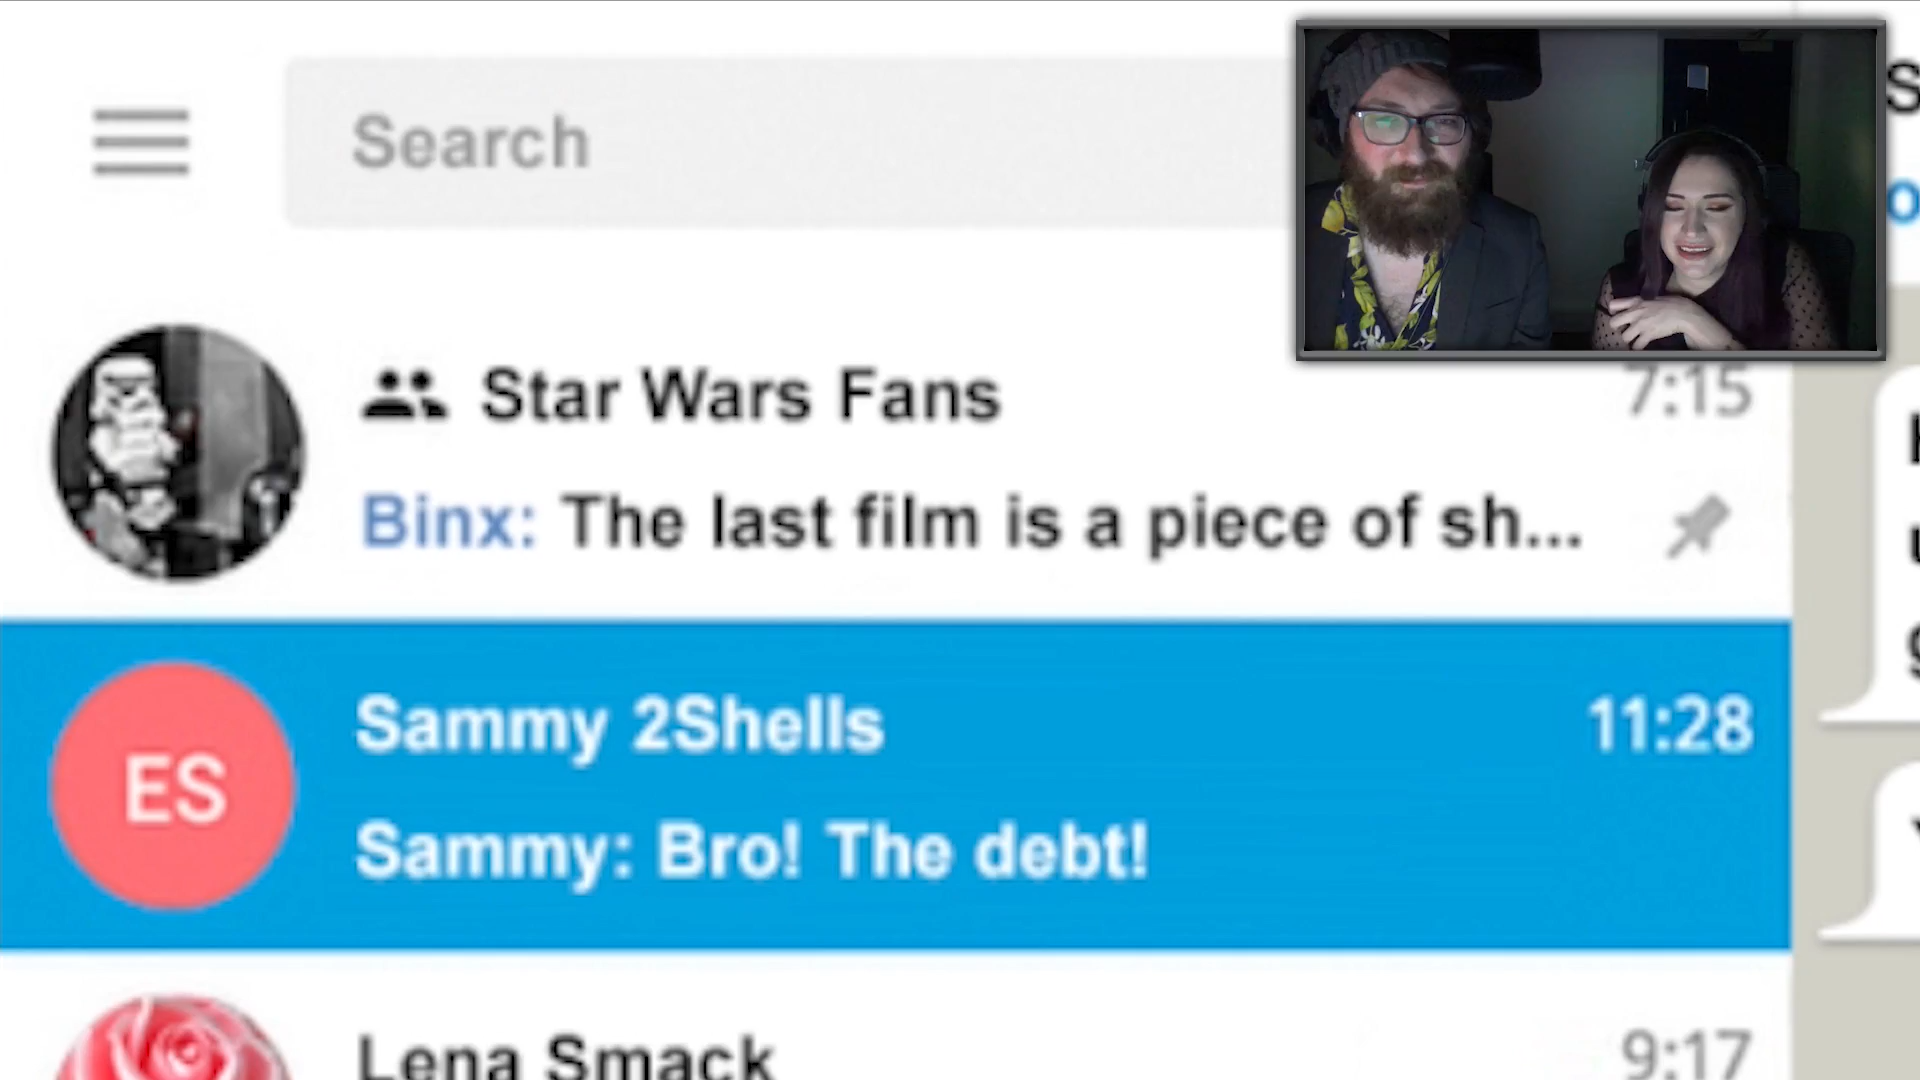 Search
Star Wars Fans
7:15
Binx: The last film is a piece of sh...
ES
Sammy 2Shells
11:28
Sammy: Bro! The debt!
Lena Smack
9:17